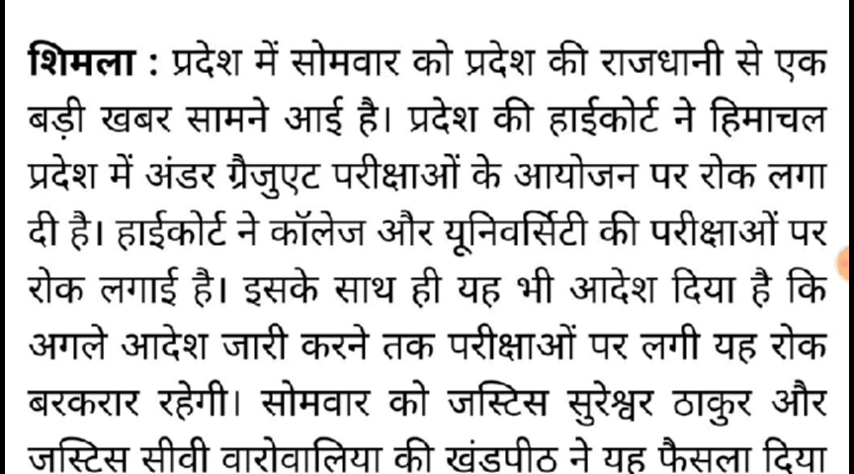 शिमला : प्रदेश में सोमवार को प्रदेश की राजधानी से एक
बड़ी खबर सामने आई है। प्रदेश की हाईकोर्ट ने हिमाचल
प्रदेश में अंडर ग्रैजुएट परीक्षाओं के आयोजन पर रोक लगा
दी है। हाईकोर्ट ने कॉलेज और यूनिवर्सिटी की परीक्षाओं पर
रोक लगाई है। इसके साथ ही यह भी आदेश दिया है कि
अगले आदेश जारी करने तक परीक्षाओं पर लगी यह रोक
बरकरार रहेगी। सोमवार को जस्टिस सुरेश्वर ठाकुर और
जस्टिस सीवी वारोवालिया की खंडपीठ ने यह फैसला दिया